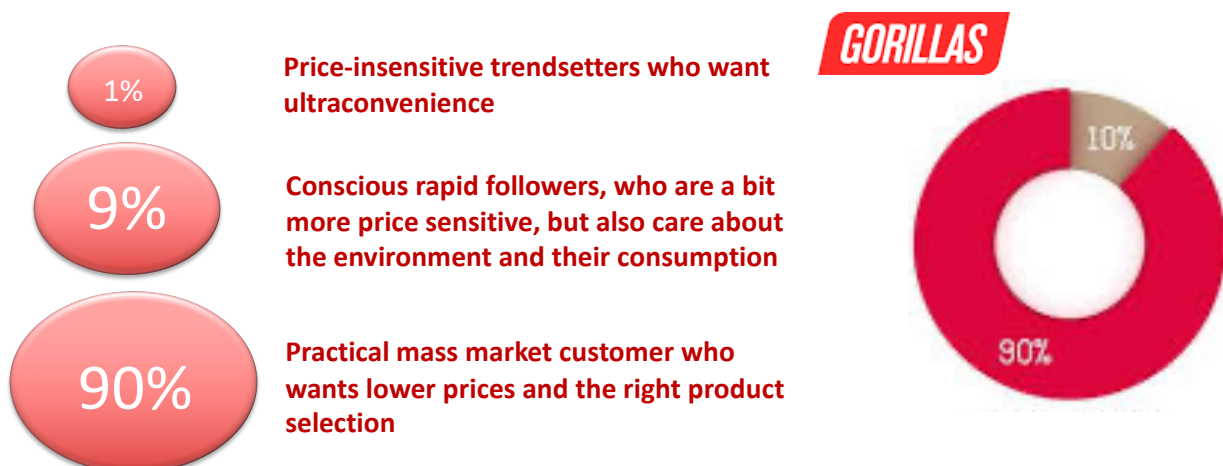 1%
Price-insensitive trendsetters who want
ultraconvenience
9%
Conscious rapid followers, who are a bit
more price sensitive, but also care about
the environment and their consumption
90%
Practical mass market customer who
wants lower prices and the right product
selection
GORILLAS
10%
90%